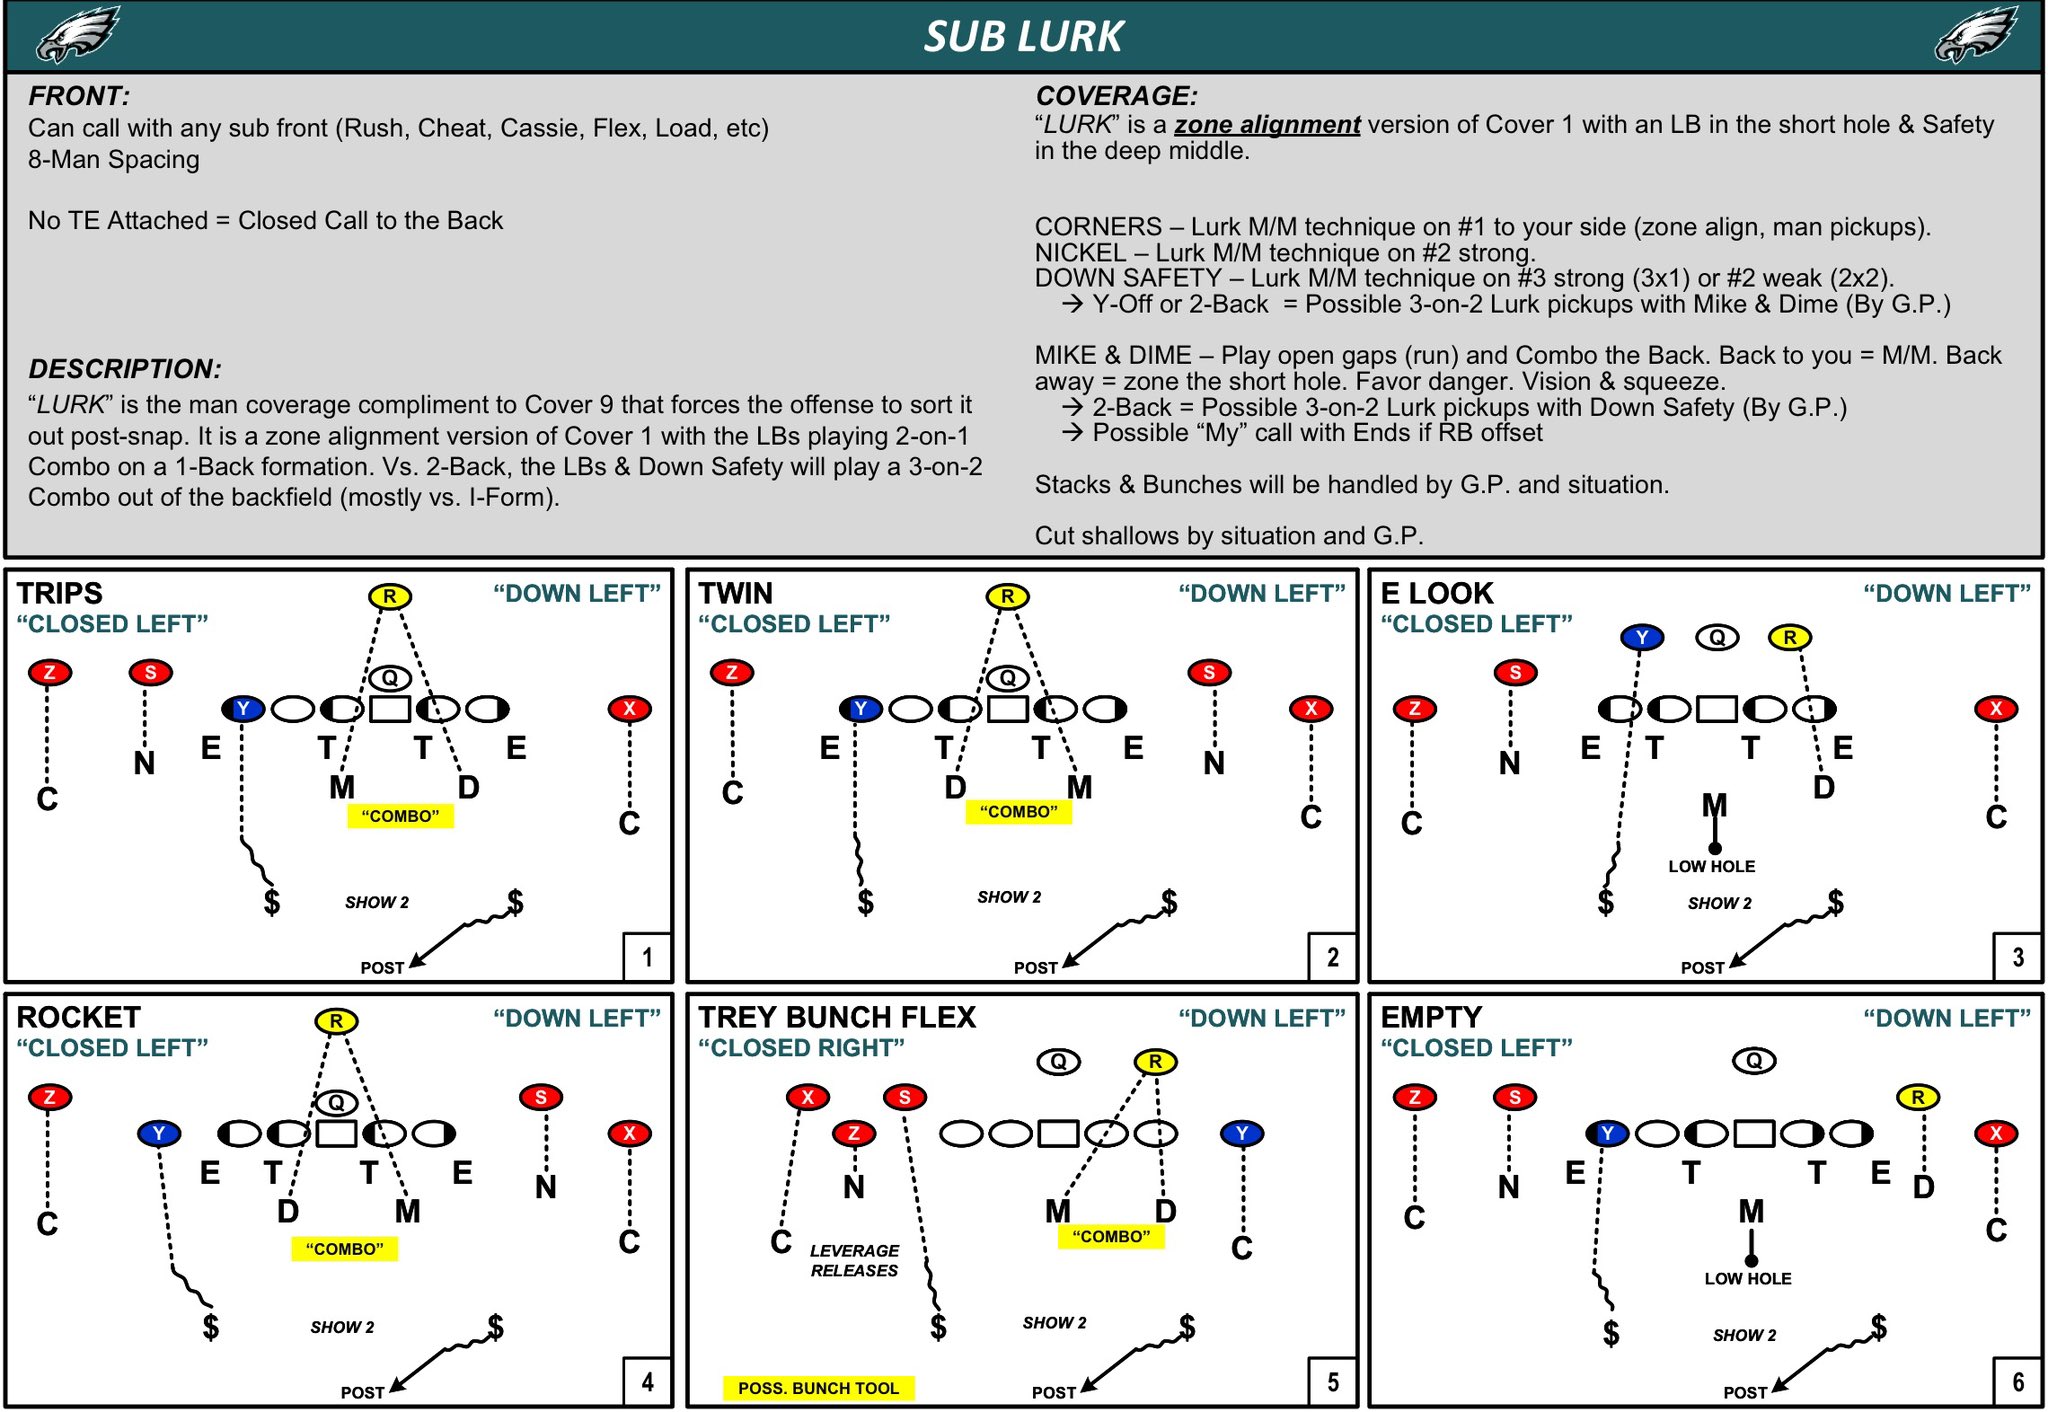 SUB LURK
FRONT:
Can call with any sub front (Rush, Cheat, Cassie, Flex, Load, etc)
8-Man Spacing
No TE Attached = Closed Call to the Back
DESCRIPTION:
“LURK” is the man coverage compliment to Cover 9 that forces the offense to sort it
out post-snap. It is a zone alignment version of Cover 1 with the LBs playing 2-on-1
Combo on a 1-Back formation. Vs. 2-Back, the LBs & Down Safety will play a 3-on-2
Combo out of the backfield (mostly vs. I-Form).
COVERAGE:
“LURK” is a zone alignment version of Cover 1 with an LB in the short hole & Safety
in the deep middle.
CORNERS – Lurk M/M technique on #1 to your side (zone align, man pickups).
NICKEL – Lurk M/M technique on #2 strong.
DOWN SAFETY – Lurk M/M technique on #3 strong (3x1) or #2 weak (2x2).
→ Y-Off or 2-Back = Possible 3-on-2 Lurk pickups with Mike & Dime (By G.P.)
MIKE & DIME – Play open gaps (run) and Combo the Back. Back to you = M/M. Back
away = zone the short hole. Favor danger. Vision & squeeze.
→ 2-Back = Possible 3-on-2 Lurk pickups with Down Safety (By G.P.)
→ Possible “My” call with Ends if RB offset
Stacks & Bunches will be handled by G.P. and situation.
Cut shallows by situation and G.P.
TRIPS “DOWN LEFT”
“CLOSED LEFT”
R
Z S Q
Y X
E T T E
N
M D
C “COMBO” C
$ SHOW 2 $
POST
1
TWIN “DOWN LEFT”
“CLOSED LEFT”
R
Z Q S
Y X
E T T E
N
D M
C “COMBO” C
$ SHOW 2 $
POST
2
E LOOK “DOWN LEFT”
“CLOSED LEFT”
Y Q R
S
Z X
E T T E
N
D
M
C C
LOW HOLE
$ SHOW 2 $
POST
3
ROCKET “DOWN LEFT”
“CLOSED LEFT”
R
Z Q S
Y X
E T T E
N
D M
C C
“COMBO”
$ SHOW 2 $
POST
4
TREY BUNCH FLEX “DOWN LEFT”
“CLOSED RIGHT”
Q R
X S
Z Y
N
M D
C “COMBO” C
LEVERAGE
RELEASES
$ SHOW 2 $
POSS. BUNCH TOOL POST
5
EMPTY “DOWN LEFT”
“CLOSED LEFT”
Q
Z S R
Y X
E T T E
N D
C M C
LOW HOLE
$ SHOW 2 $
POST
6